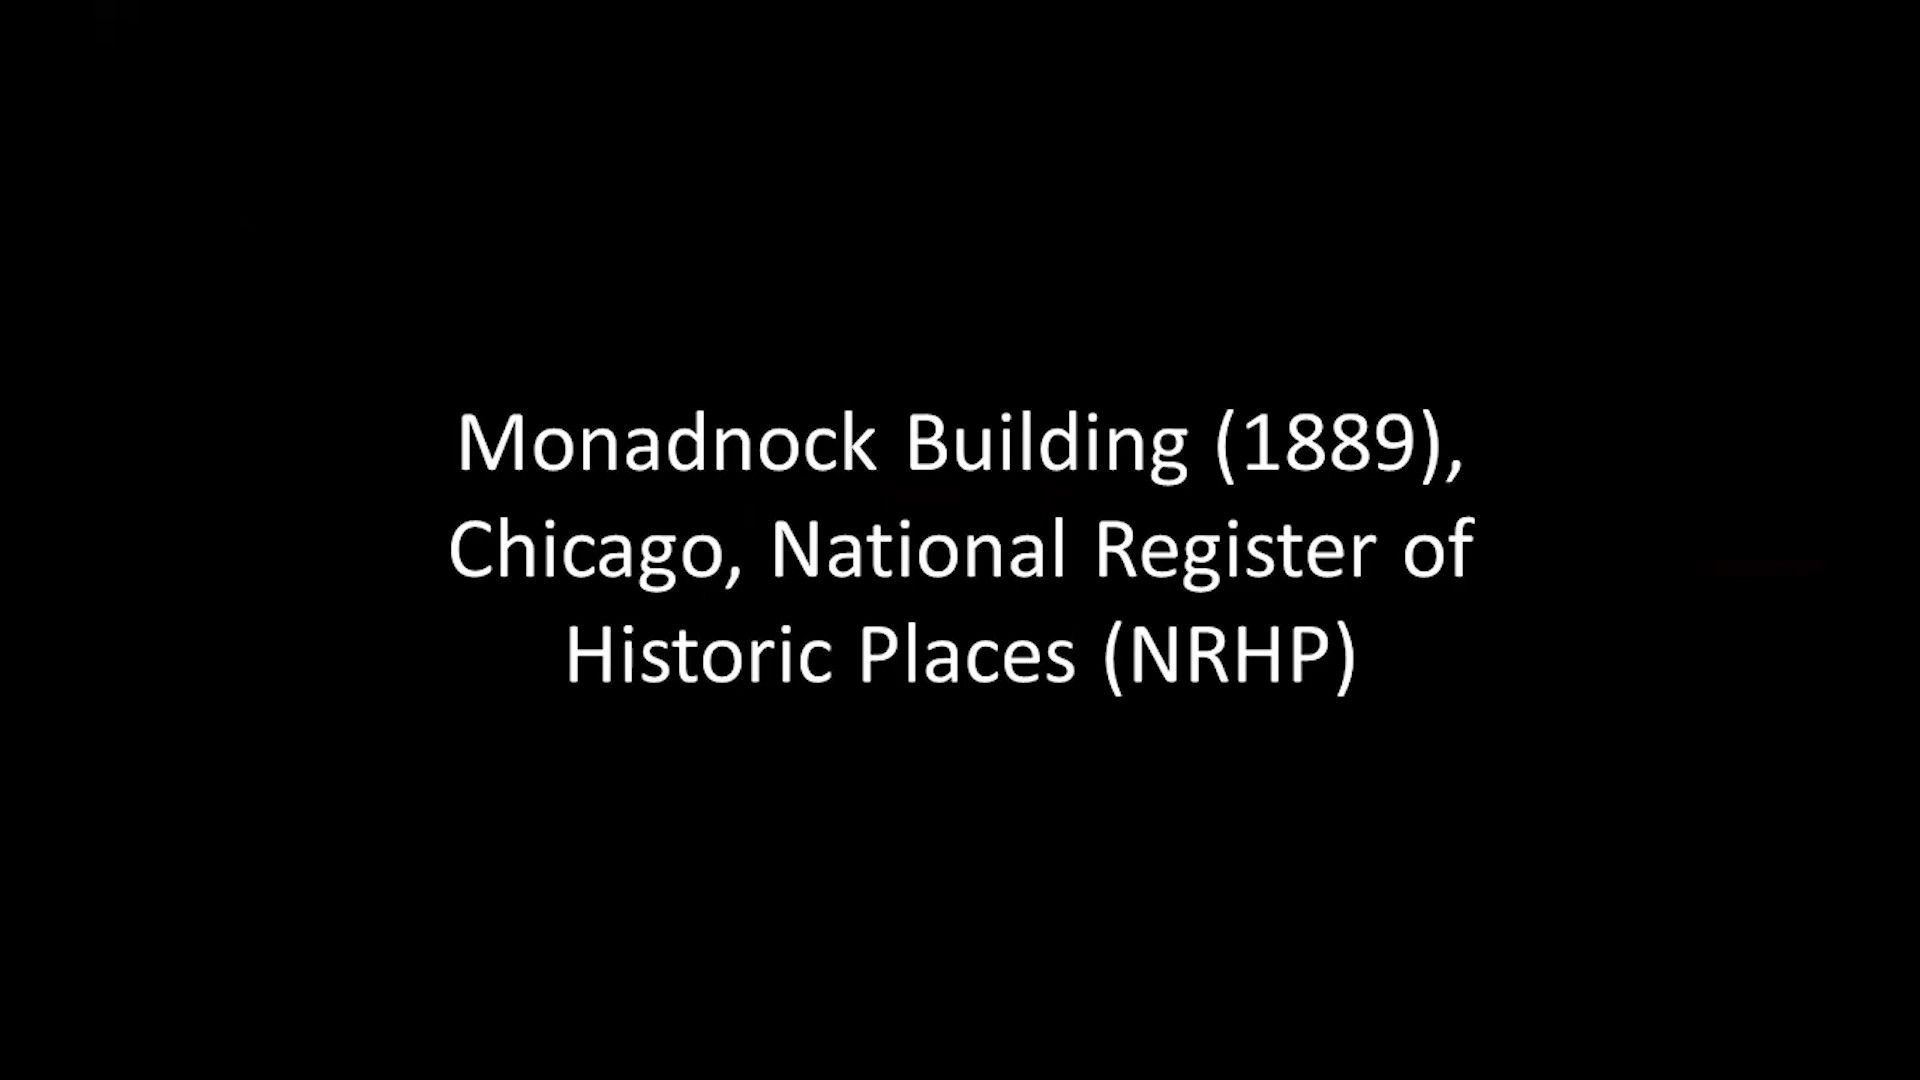 Monadnock Building (1889),
Chicago, National Register of
Historic Places (NRHP)